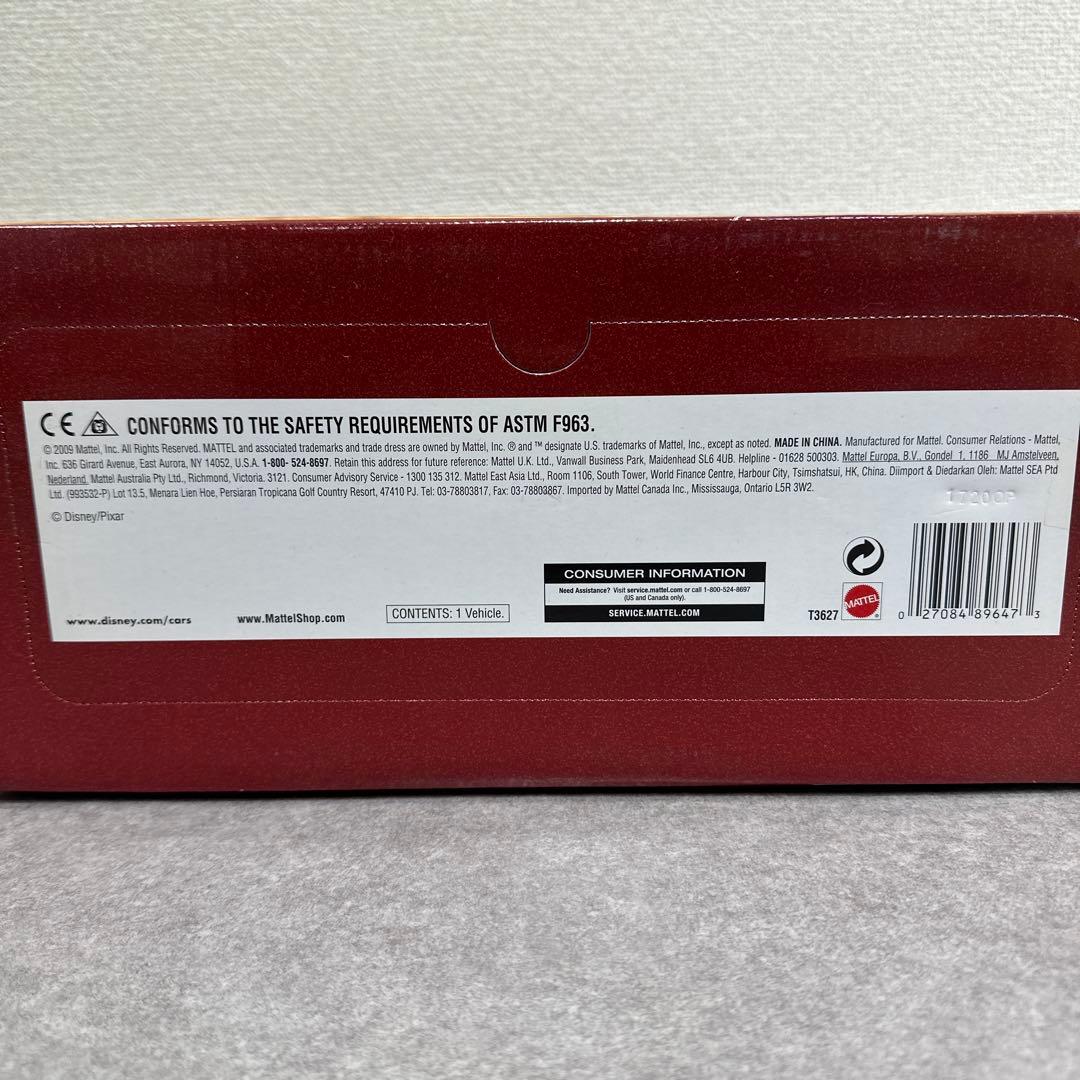 CE CONFORMS TO THE SAFETY REQUIREMENTS OF ASTM F963.
© 2009 Mattel, Inc. All Rights Reserved. MATTEL and associated trademarks and trade dress are owned by Mattel, Inc. ® and ™ designate U.S. trademarks of Mattel, Inc., except as noted. MADE IN CHINA. Manufactured for Mattel. Consumer Relations - Mattel,
Inc. 636 Girard Avenue, East Aurora, NY 14052, U.S.A. 1-800- 524-8697. Retain this address for future reference: Mattel U.K. Ltd., Vanwall Business Park, Maidenhead SL6 4UB. Helpline - 01628 500303. Mattel Europa, B.V., Gondel 1, 1186 MJ Amstelveen,
Nederland. Mattel Australia Pty Ltd., Richmond, Victoria. 3121. Consumer Advisory Service - 1300 135 312. Mattel East Asia Ltd., Room 1106, South Tower, World Finance Centre, Harbour City, Tsimshatsui, HK, China. Diimport & Diedarkan Oleh: Mattel SEA Ptd
Ltd. (993532-P) Lot 13.5, Menara Lien Hoe, Persiaran Tropicana Golf Country Resort, 47410 PJ. Tel: 03-78803817, Fax: 03-78803867. Imported by Mattel Canada Inc., Mississauga, Ontario L5R 3W2.
1720CP
© Disney/Pixar
CONSUMER INFORMATION
Need Assistance? Visit service.mattel.com or call 1-800-524-8697
(US and Canada only).
SERVICE.MATTEL.COM
www.disney.com/cars
www.MattelShop.com
CONTENTS: 1 Vehicle.
T3627
MATTEL
0 27084 89647 3